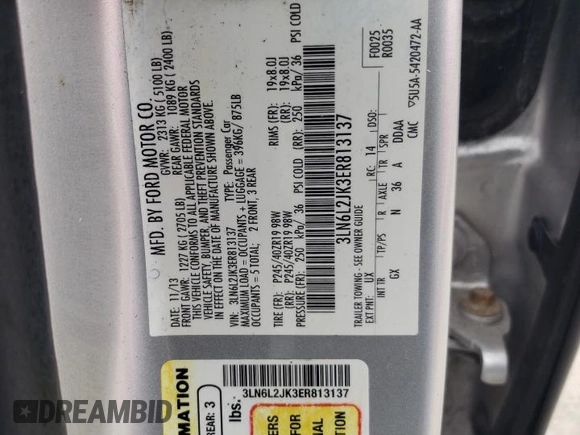 MFD. BY FORD MOTOR CO.
DATE: 11/13 GVWR: 2313 KG ( 5100 LB)
FRONT GAWR: 1227 KG ( 2705 LB) REAR GAWR: 1089 KG ( 2400 LB)
THIS VEHICLE CONFORMS TO ALL APPLICABLE FEDERAL MOTOR
VEHICLE SAFETY, BUMPER, AND THEFT PREVENTION STANDARDS
IN EFFECT ON THE DATE OF MANUFACTURE SHOWN ABOVE.
VIN: 3LN6L2JK3ER813137 TYPE: Passenger Car
MAXIMUM LOAD = OCCUPANTS + LUGGAGE = 396KG/ 875LB
OCCUPANTS = 5 TOTAL: 2 FRONT, 3 REAR
TIRE (FR): P245/40ZR19 98W RIMS (FR): 19x8.0J
(RR): P245/40ZR19 98W (RR): 19x8.0J
PRESSURE (FR): 250 kPa/ 36 PSI COLD (RR): 250 kPa/ 36 PSI COLD
3LN6L2JK3ER813137
TRAILER TOWING - SEE OWNER GUIDE
F0025
R0035
EXT PNT: UX RC: 14 DSO:
TP/PS R AXLE TR SPR
GX N 36 A DDAA
CMC 5U5A-5420472-AA
3LN6L2JK3ER813137
REAR: 3
lbs.
DREAMBID